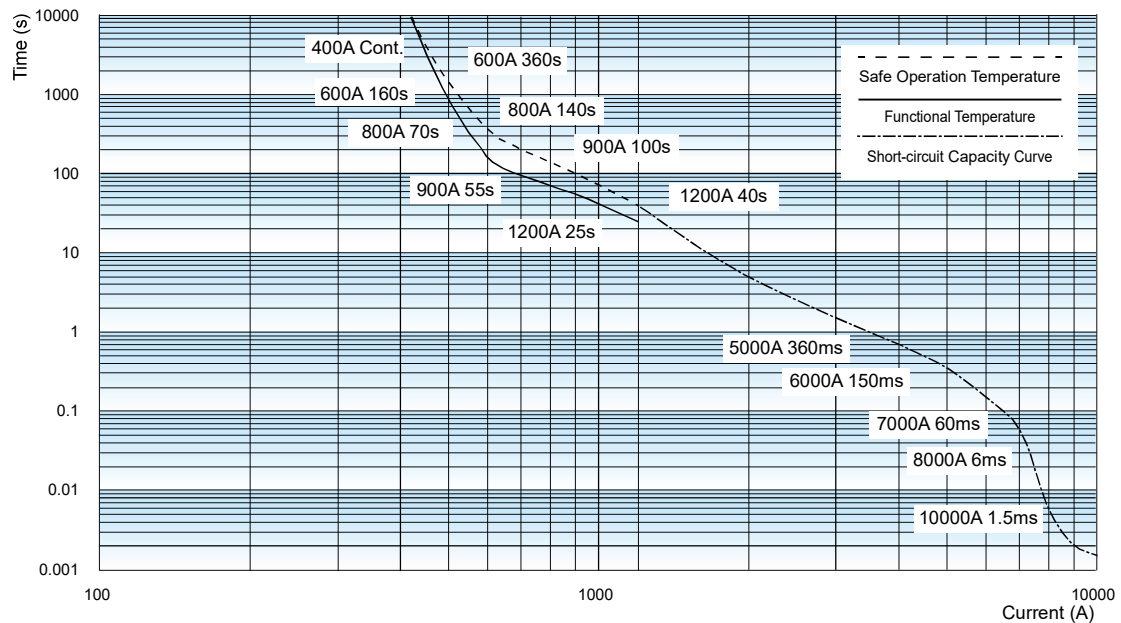 Time (s)
10000
1000
100
10
1
0.1
0.01
0.001
400A Cont.
600A 360s
600A 160s
800A 140s
800A 70s
900A 100s
900A 55s
1200A 40s
1200A 25s
5000A 360ms
6000A 150ms
7000A 60ms
8000A 6ms
10000A 1.5ms
Safe Operation Temperature
Functional Temperature
Short-circuit Capacity Curve
100
1000
10000
Current (A)